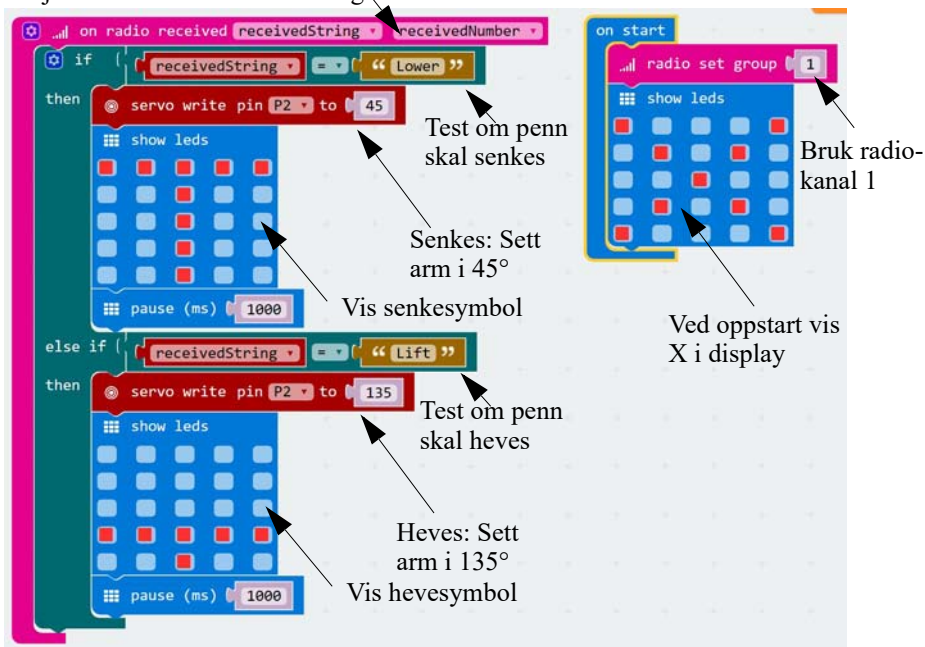 on radio received receivedString receivedNumber
if receivedString = “ Lower ”
then servo write pin P2 to 45
show leds
pause (ms) 1000
else if receivedString = “ Lift ”
then servo write pin P2 to 135
show leds
pause (ms) 1000
Test om penn
skal senkes
Senkes: Sett
arm i 45°
Vis senkesymbol
Test om penn
skal heves
Heves: Sett
arm i 135°
Vis hevesymbol
on start
radio set group 1
show leds
Bruk radio-
kanal 1
Ved oppstart vis
X i display